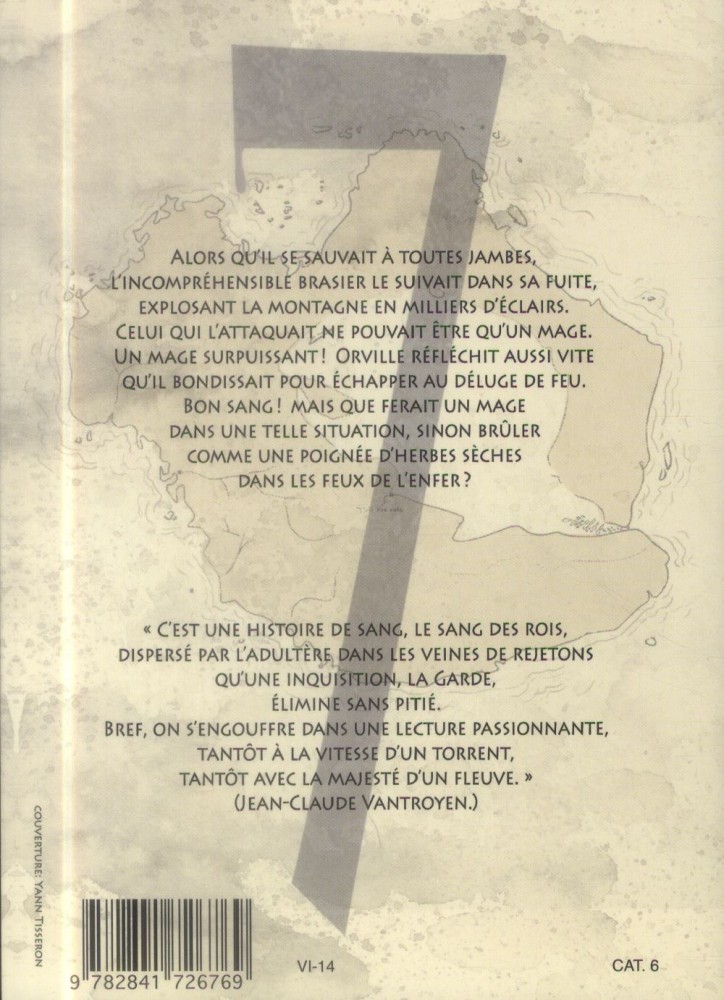 Alors qu'il se sauvait à toutes jambes,
l'incompréhensible brasier le suivait dans sa fuite,
explosant la montagne en milliers d'éclairs.
Celui qui l'attaquait ne pouvait être qu'un mage.
Un mage surpuissant ! Orville réfléchit aussi vite
qu'il bondissait pour échapper au déluge de feu.
Bon sang ! Mais que ferait un mage
dans une telle situation, sinon brûler
comme une poignée d'herbes sèches
dans les feux de l'enfer ?
« C'est une histoire de sang, le sang des rois,
dispersé par l'adultère dans les veines de rejetons
qu'une inquisition, la Garde,
élimine sans pitié.
Bref, on s'engouffre dans une lecture passionnante,
tantôt à la vitesse d'un torrent,
tantôt avec la majesté d'un fleuve. »
(Jean-Claude Vantroyen.)
couverture: Yann Tisseron
9 782841 726769
VI-14
CAT. 6
7